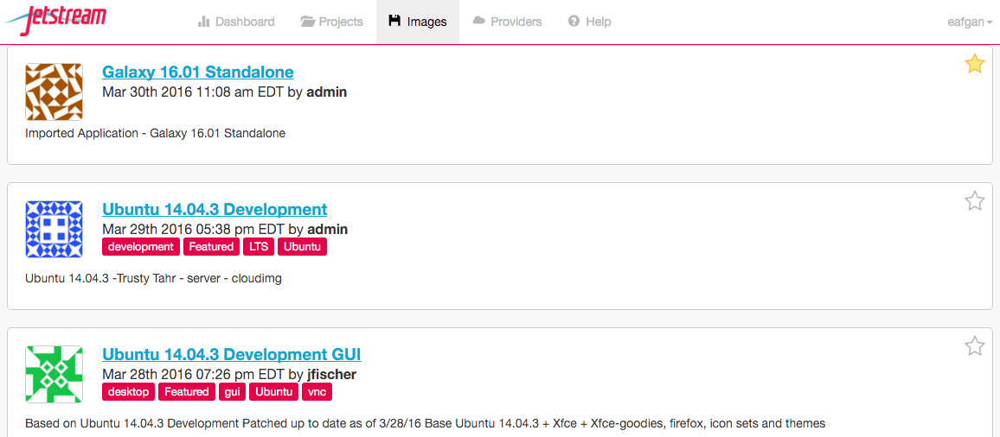 Jetstream
Dashboard Projects Images Providers Help eafgan
Galaxy 16.01 Standalone
Mar 30th 2016 11:08 am EDT by admin
Imported Application - Galaxy 16.01 Standalone
Ubuntu 14.04.3 Development
Mar 29th 2016 05:38 pm EDT by admin
development Featured LTS Ubuntu
Ubuntu 14.04.3 -Trusty Tahr - server - cloudimg
Ubuntu 14.04.3 Development GUI
Mar 28th 2016 07:26 pm EDT by jfischer
desktop Featured gui Ubuntu vnc
Based on Ubuntu 14.04.3 Development Patched up to date as of 3/28/16 Base Ubuntu 14.04.3 + Xfce + Xfce-goodies, firefox, icon sets and themes